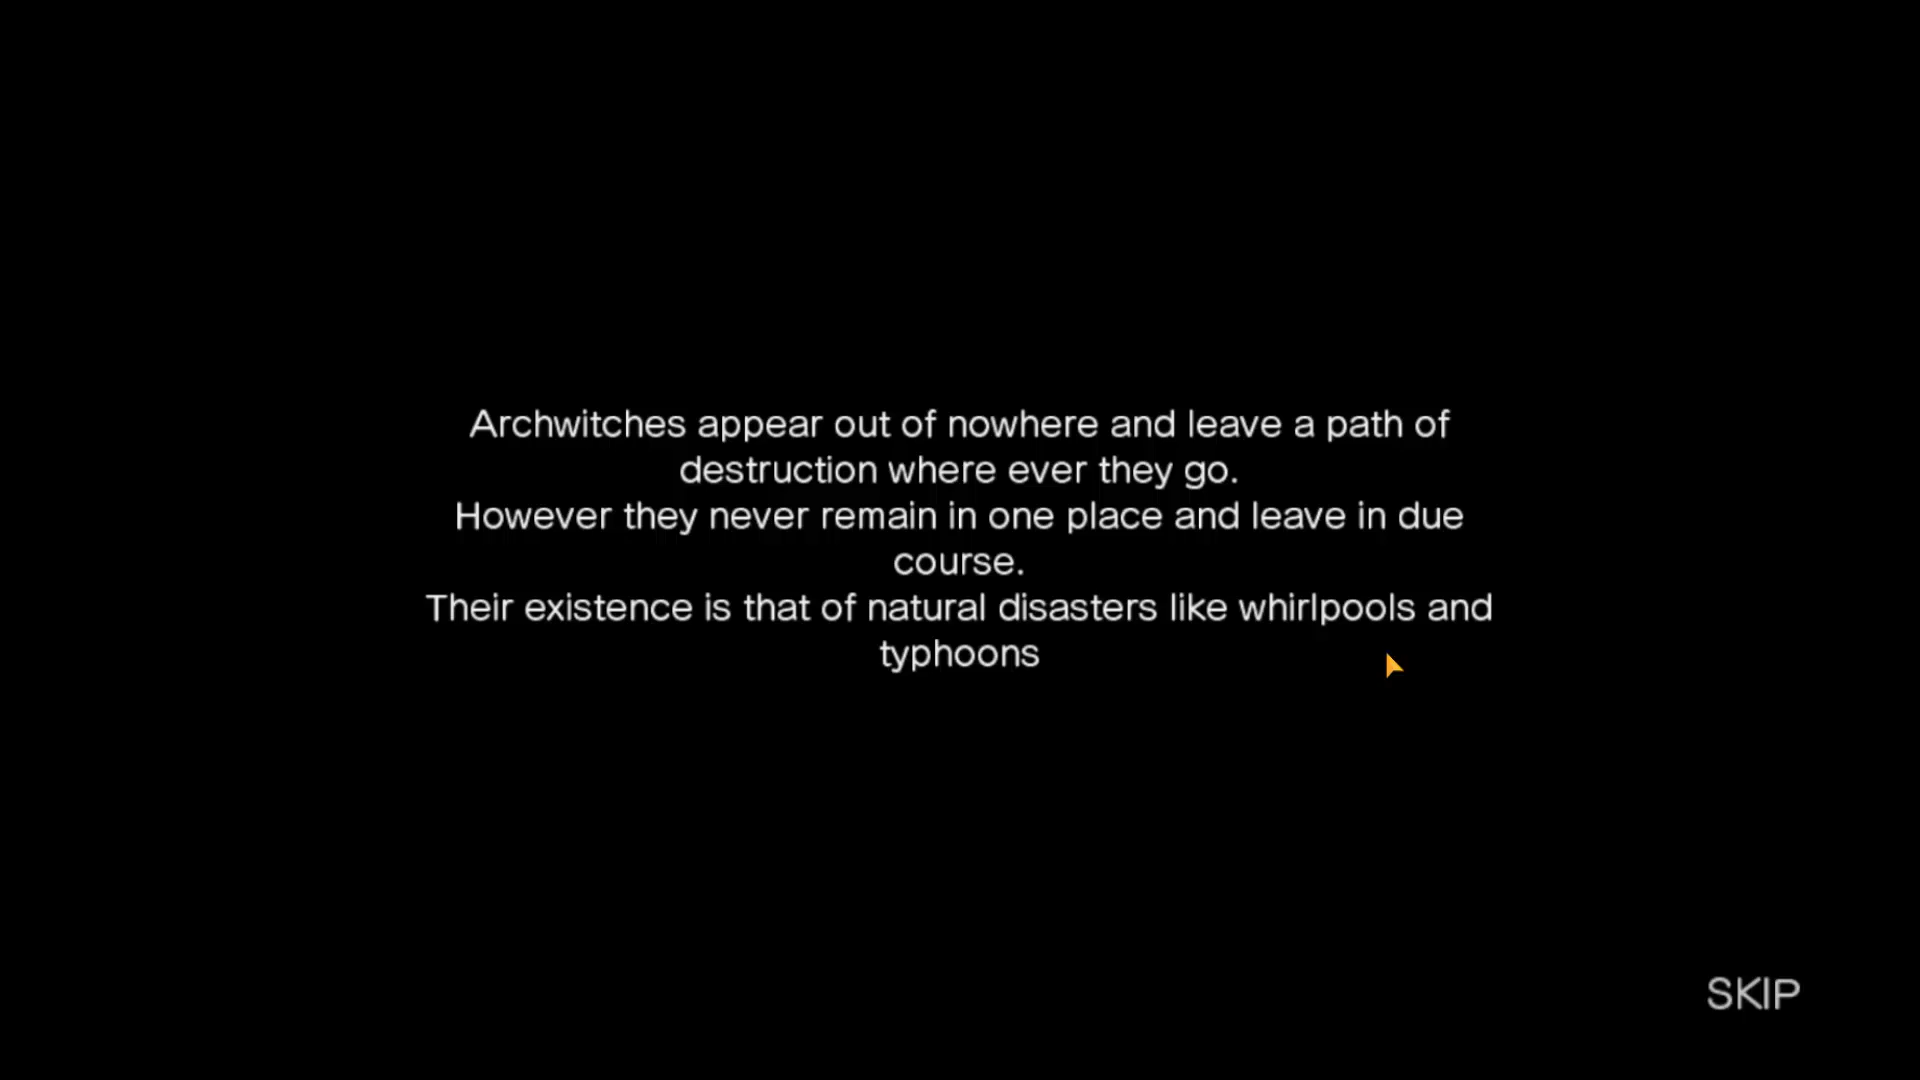 Archwitches appear out of nowhere and leave a path of
destruction where ever they go.
However they never remain in one place and leave in due
course.
Their existence is that of natural disasters like whirlpools and
typhoons
SKIP